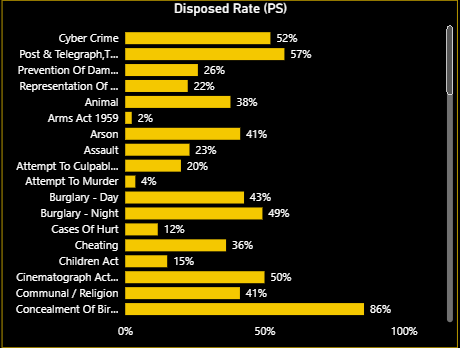 Disposed Rate (PS)
Cyber Crime 52%
Post & Telegraph,T... 57%
Prevention Of Dam... 26%
Representation Of ... 22%
Animal 38%
Arms Act 1959 2%
Arson 41%
Assault 23%
Attempt To Culpabl... 20%
Attempt To Murder 4%
Burglary - Day 43%
Burglary - Night 49%
Cases Of Hurt 12%
Cheating 36%
Children Act 15%
Cinematograph Act... 50%
Communal / Religion 41%
Concealment Of Bir... 86%
0% 50% 100%